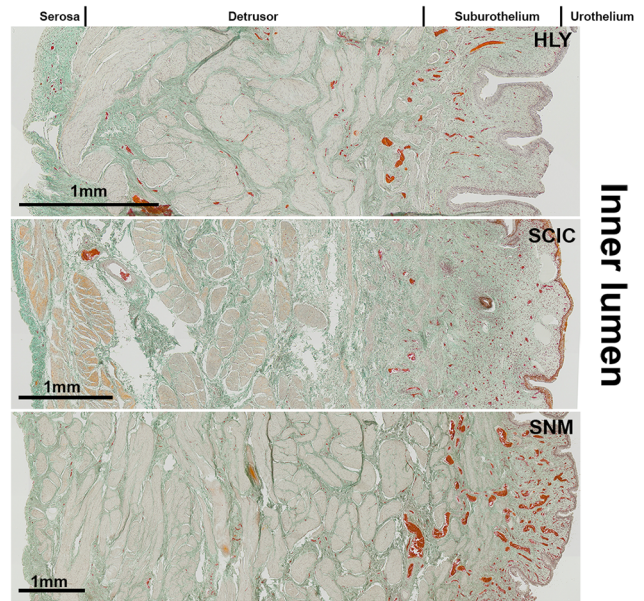 Serosa Detrusor Suburothelium Urothelium
HLY
1mm
SCIC
1mm
SNM
1mm
Inner lumen